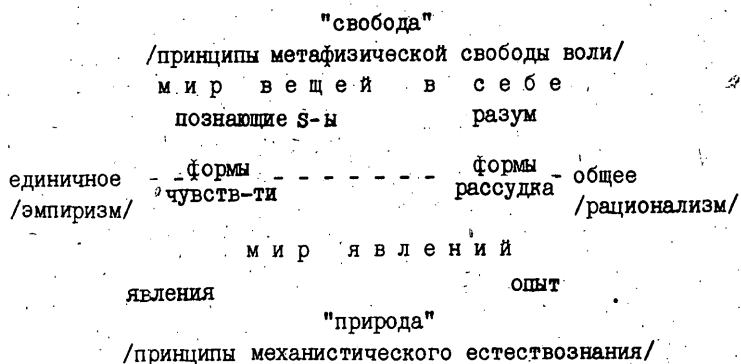 "свобода"
/принципы метафизической свободы воли/
мир вещей в себе
познающие S-ы разум
единичное - - формы - - - - - - - формы - общее
/эмпиризм/ чувств-ти рассудка /рационализм/
мир явлений
явления опыт
"природа"
/принципы механистического естествознания/